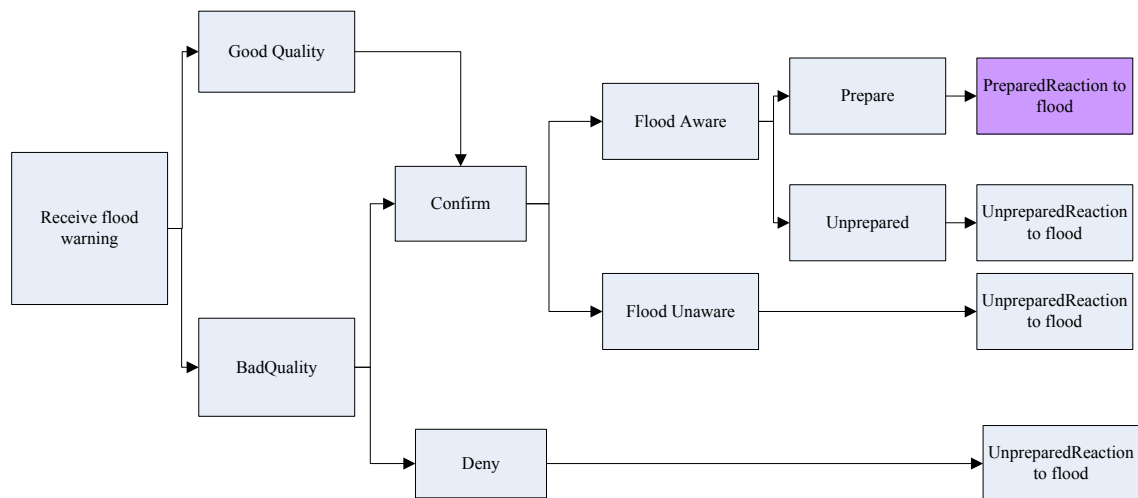 Receive flood
warning
Good Quality
BadQuality
Confirm
Deny
Flood Aware
Flood Unaware
Prepare
Unprepared
PreparedReaction to
flood
UnpreparedReaction
to flood
UnpreparedReaction
to flood
UnpreparedReaction
to flood